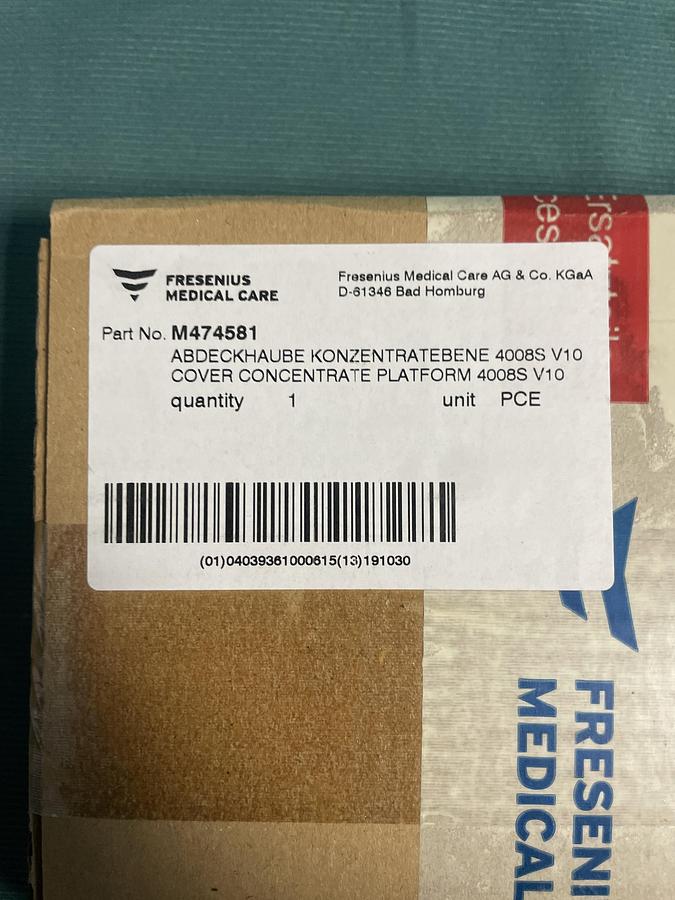 FRESENIUS
MEDICAL CARE
Fresenius Medical Care AG & Co. KGaA
D-61346 Bad Homburg
Part No. M474581
ABDECKHAUBE KONZENTRATEBENE 4008S V10
COVER CONCENTRATE PLATFORM 4008S V10
quantity 1 unit PCE
(01)04039361000615(13)191030
FRESENI
MEDICAL